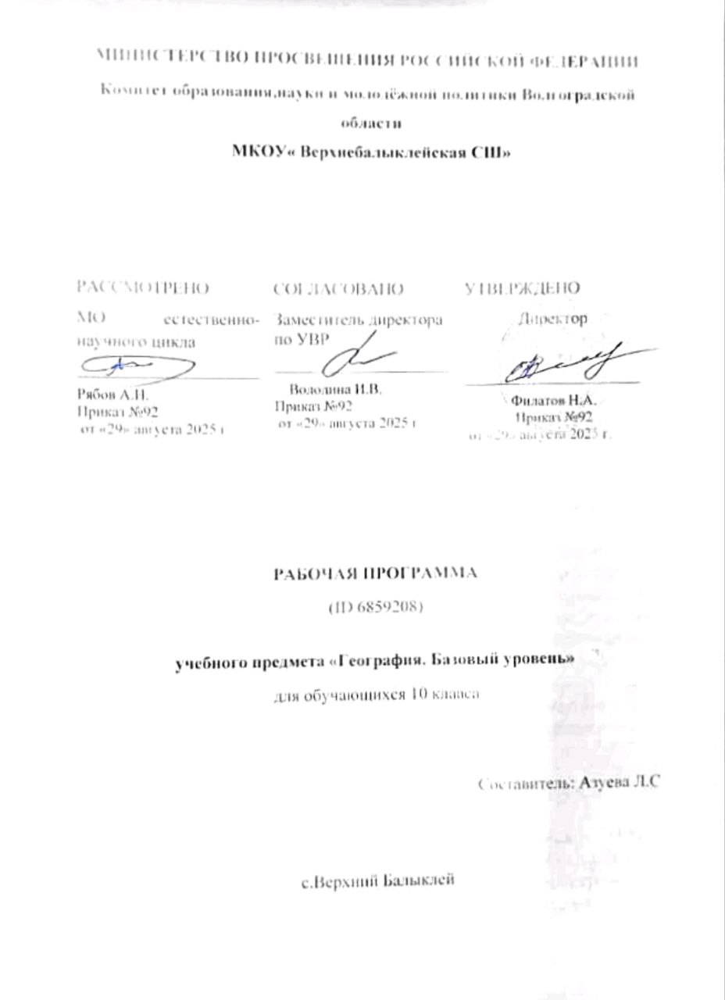 МИНИСТЕРСТВО ПРОСВЕЩЕНИЯ РОССИЙСКОЙ ФЕДЕРАЦИИ
Комитет образования,науки и молодёжной политики Волгоградской
области
МКОУ« Верхнебалыклейская СШ»
РАССМОТРЕНО
МО естественно-
научного цикла
Рябов А.И.
Приказ №92
от «29» августа 2025 г
СОГЛАСОВАНО
Заместитель директора
по УВР
Володина И.В.
Приказ №92
от «29» августа 2025 г
УТВЕРЖДЕНО
Директор
Филатов Н.А.
Приказ №92
от «29» августа 2025 г.
РАБОЧАЯ ПРОГРАММА
(ID 6859208)
учебного предмета «География. Базовый уровень»
для обучающихся 10 класса
Составитель: Азуева Л.С
с.Верхний Балыклей